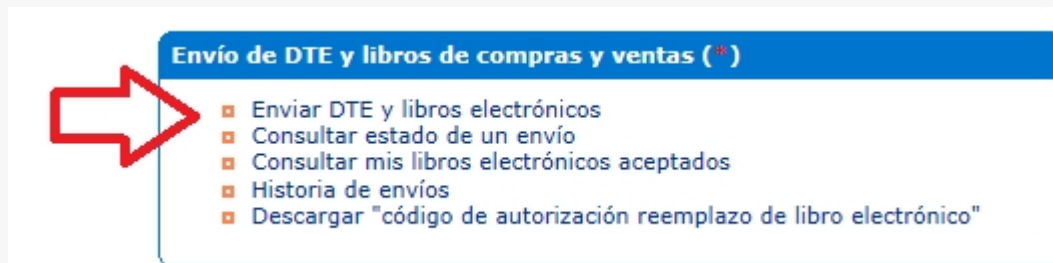 Envío de DTE y libros de compras y ventas (*)
Enviar DTE y libros electrónicos
Consultar estado de un envío
Consultar mis libros electrónicos aceptados
Historia de envíos
Descargar "código de autorización reemplazo de libro electrónico"